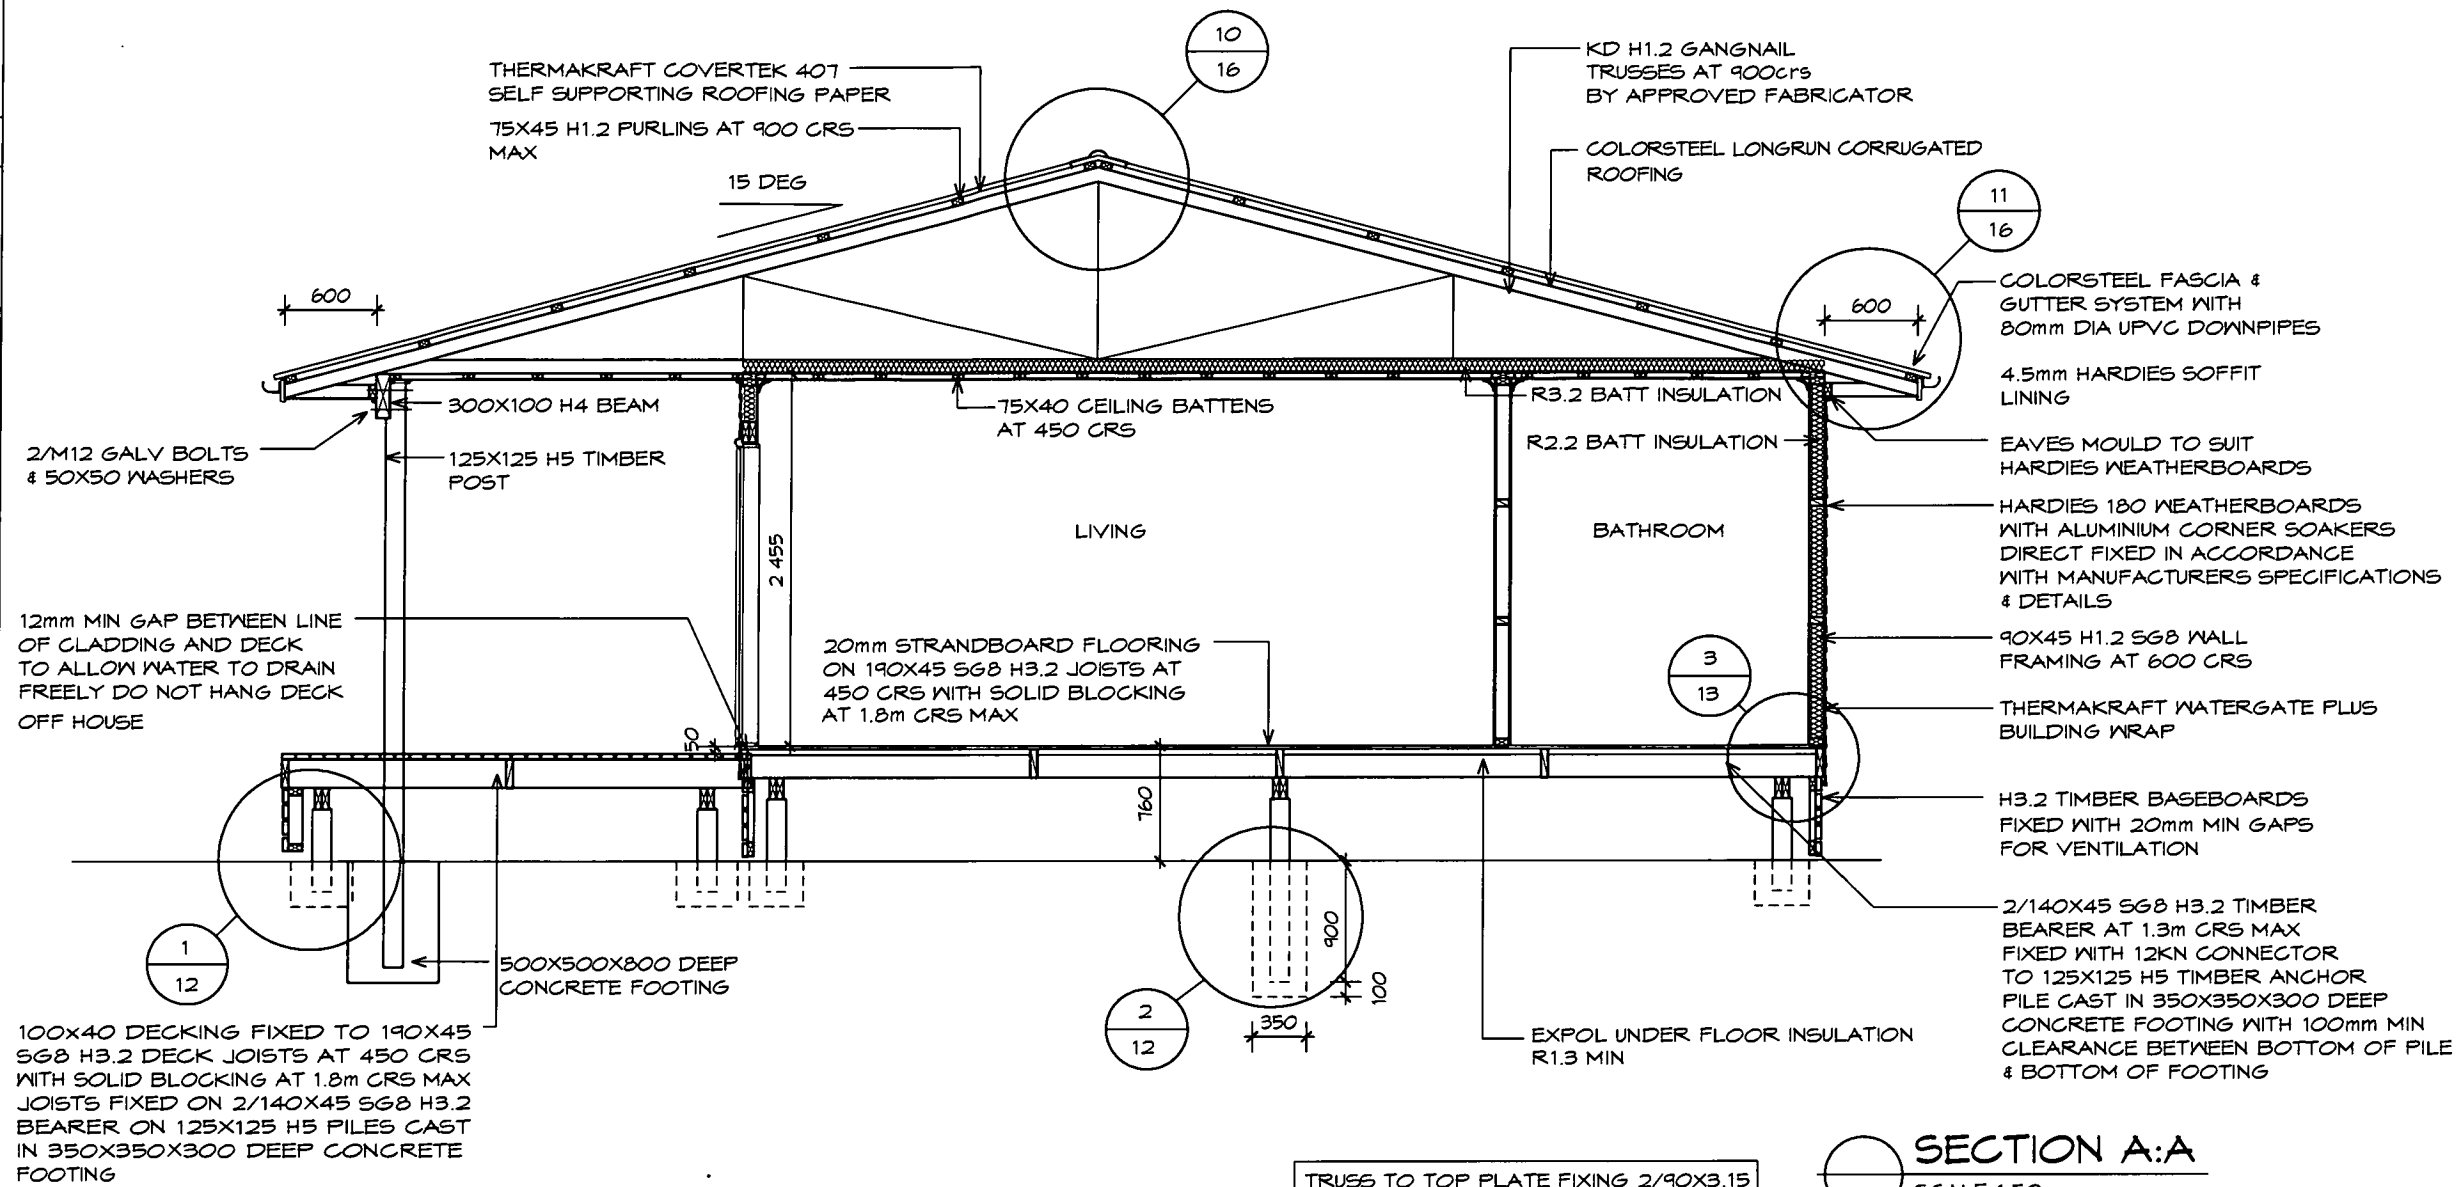 10
16
THERMAKRAFT COVERTEK 407
SELF SUPPORTING ROOFING PAPER
75X45 H1.2 PURLINS AT 900 CRS
MAX
15 DEG
KD H1.2 GANGNAIL
TRUSSES AT 900crs
BY APPROVED FABRICATOR
COLORSTEEL LONGRUN CORRUGATED
ROOFING
11
16
600
600
COLORSTEEL FASCIA &
GUTTER SYSTEM WITH
80mm DIA UPVC DOWNPIPES
4.5mm HARDIES SOFFIT
LINING
300X100 H4 BEAM
75X40 CEILING BATTENS
AT 450 CRS
R3.2 BATT INSULATION
R2.2 BATT INSULATION
2/M12 GALV BOLTS
& 50X50 WASHERS
125X125 H5 TIMBER
POST
EAVES MOULD TO SUIT
HARDIES WEATHERBOARDS
HARDIES 180 WEATHERBOARDS
WITH ALUMINIUM CORNER SOAKERS
DIRECT FIXED IN ACCORDANCE
WITH MANUFACTURERS SPECIFICATIONS
& DETAILS
LIVING
BATHROOM
2 455
12mm MIN GAP BETWEEN LINE
OF CLADDING AND DECK
TO ALLOW WATER TO DRAIN
FREELY DO NOT HANG DECK
OFF HOUSE
20mm STRANDBOARD FLOORING
ON 190X45 SG8 H3.2 JOISTS AT
450 CRS WITH SOLID BLOCKING
AT 1.8m CRS MAX
3
13
90X45 H1.2 SG8 WALL
FRAMING AT 600 CRS
THERMAKRAFT WATERGATE PLUS
BUILDING WRAP
50
760
H3.2 TIMBER BASEBOARDS
FIXED WITH 20mm MIN GAPS
FOR VENTILATION
1
12
500X500X800 DEEP
CONCRETE FOOTING
900
100
350
2
12
2/140X45 SG8 H3.2 TIMBER
BEARER AT 1.3m CRS MAX
FIXED WITH 12KN CONNECTOR
TO 125X125 H5 TIMBER ANCHOR
PILE CAST IN 350X350X300 DEEP
CONCRETE FOOTING WITH 100mm MIN
CLEARANCE BETWEEN BOTTOM OF PILE
& BOTTOM OF FOOTING
100x40 DECKING FIXED TO 190X45
SG8 H3.2 DECK JOISTS AT 450 CRS
WITH SOLID BLOCKING AT 1.8m CRS MAX
JOISTS FIXED ON 2/140X45 SG8 H3.2
BEARER ON 125X125 H5 PILES CAST
IN 350X350X300 DEEP CONCRETE
FOOTING
EXPOL UNDER FLOOR INSULATION
R1.3 MIN
TRUSS TO TOP PLATE FIXING 2/90X3.15
SECTION A:A